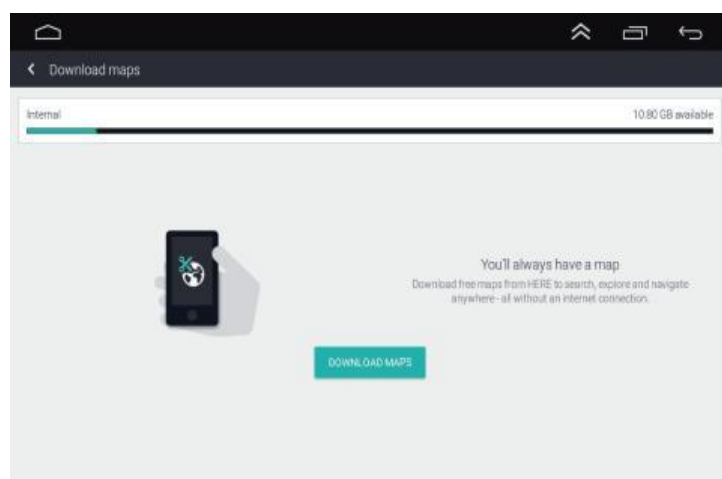 Download maps
Internal
10.80 GB available
You'll always have a map
Download free maps from HERE to search, explore and navigate
anywhere - all without an internet connection.
DOWNLOAD MAPS